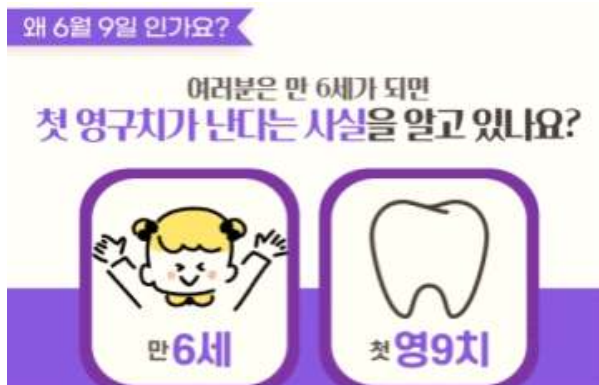 왜 6월 9일 인가요?
여러분은 만 6세가 되면
첫 영구치가 난다는 사실을 알고 있나요?
만 6세
첫 영9치